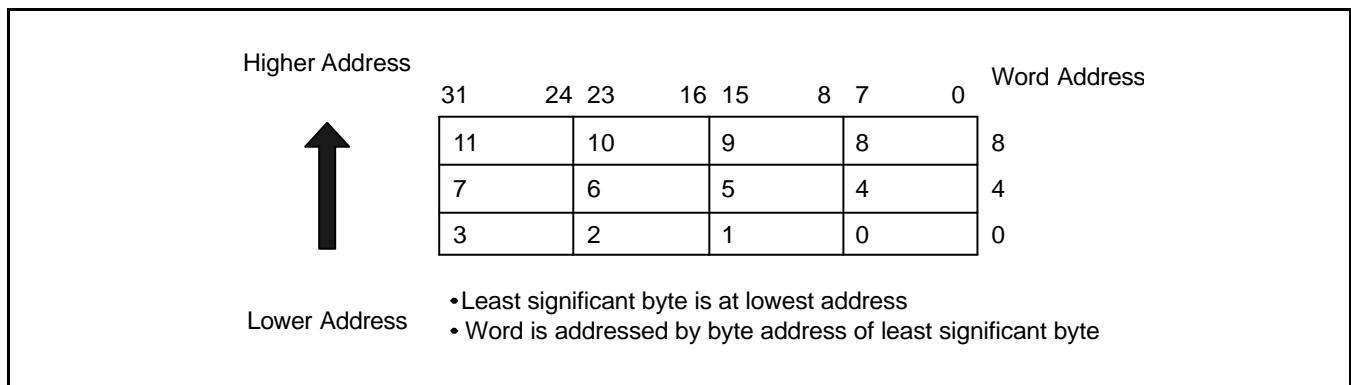 Higher Address
Word Address
31 24 23 16 15 8 7 0
11 10 9 8 8
7 6 5 4 4
3 2 1 0 0
•Least significant byte is at lowest address
Lower Address
• Word is addressed by byte address of least significant byte